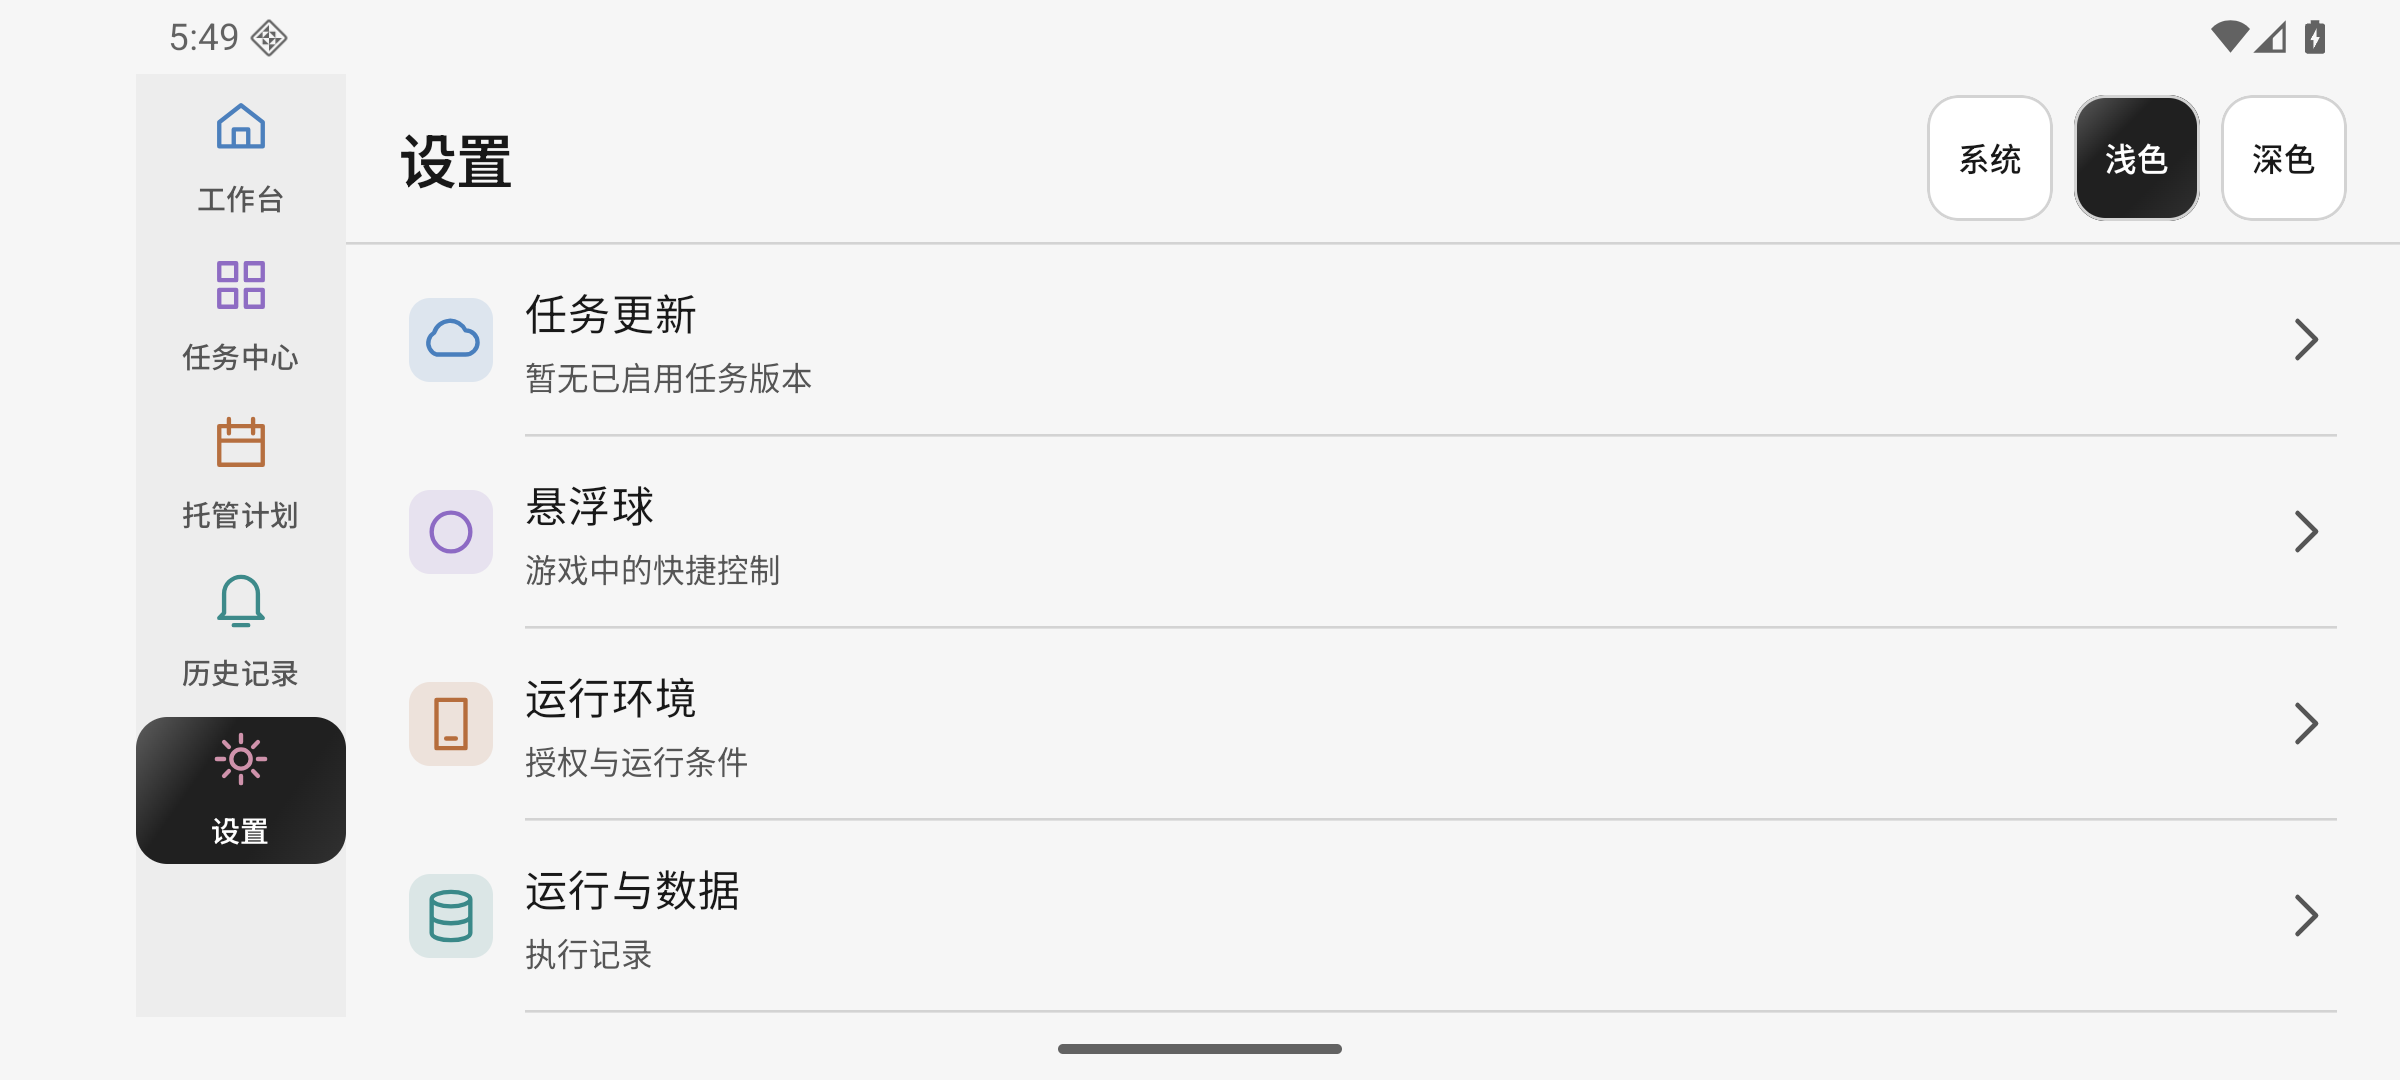 5:49
工作台
任务中心
托管计划
历史记录
设置
设置
系统
浅色
深色
任务更新
暂无已启用任务版本
悬浮球
游戏中的快捷控制
运行环境
授权与运行条件
运行与数据
执行记录